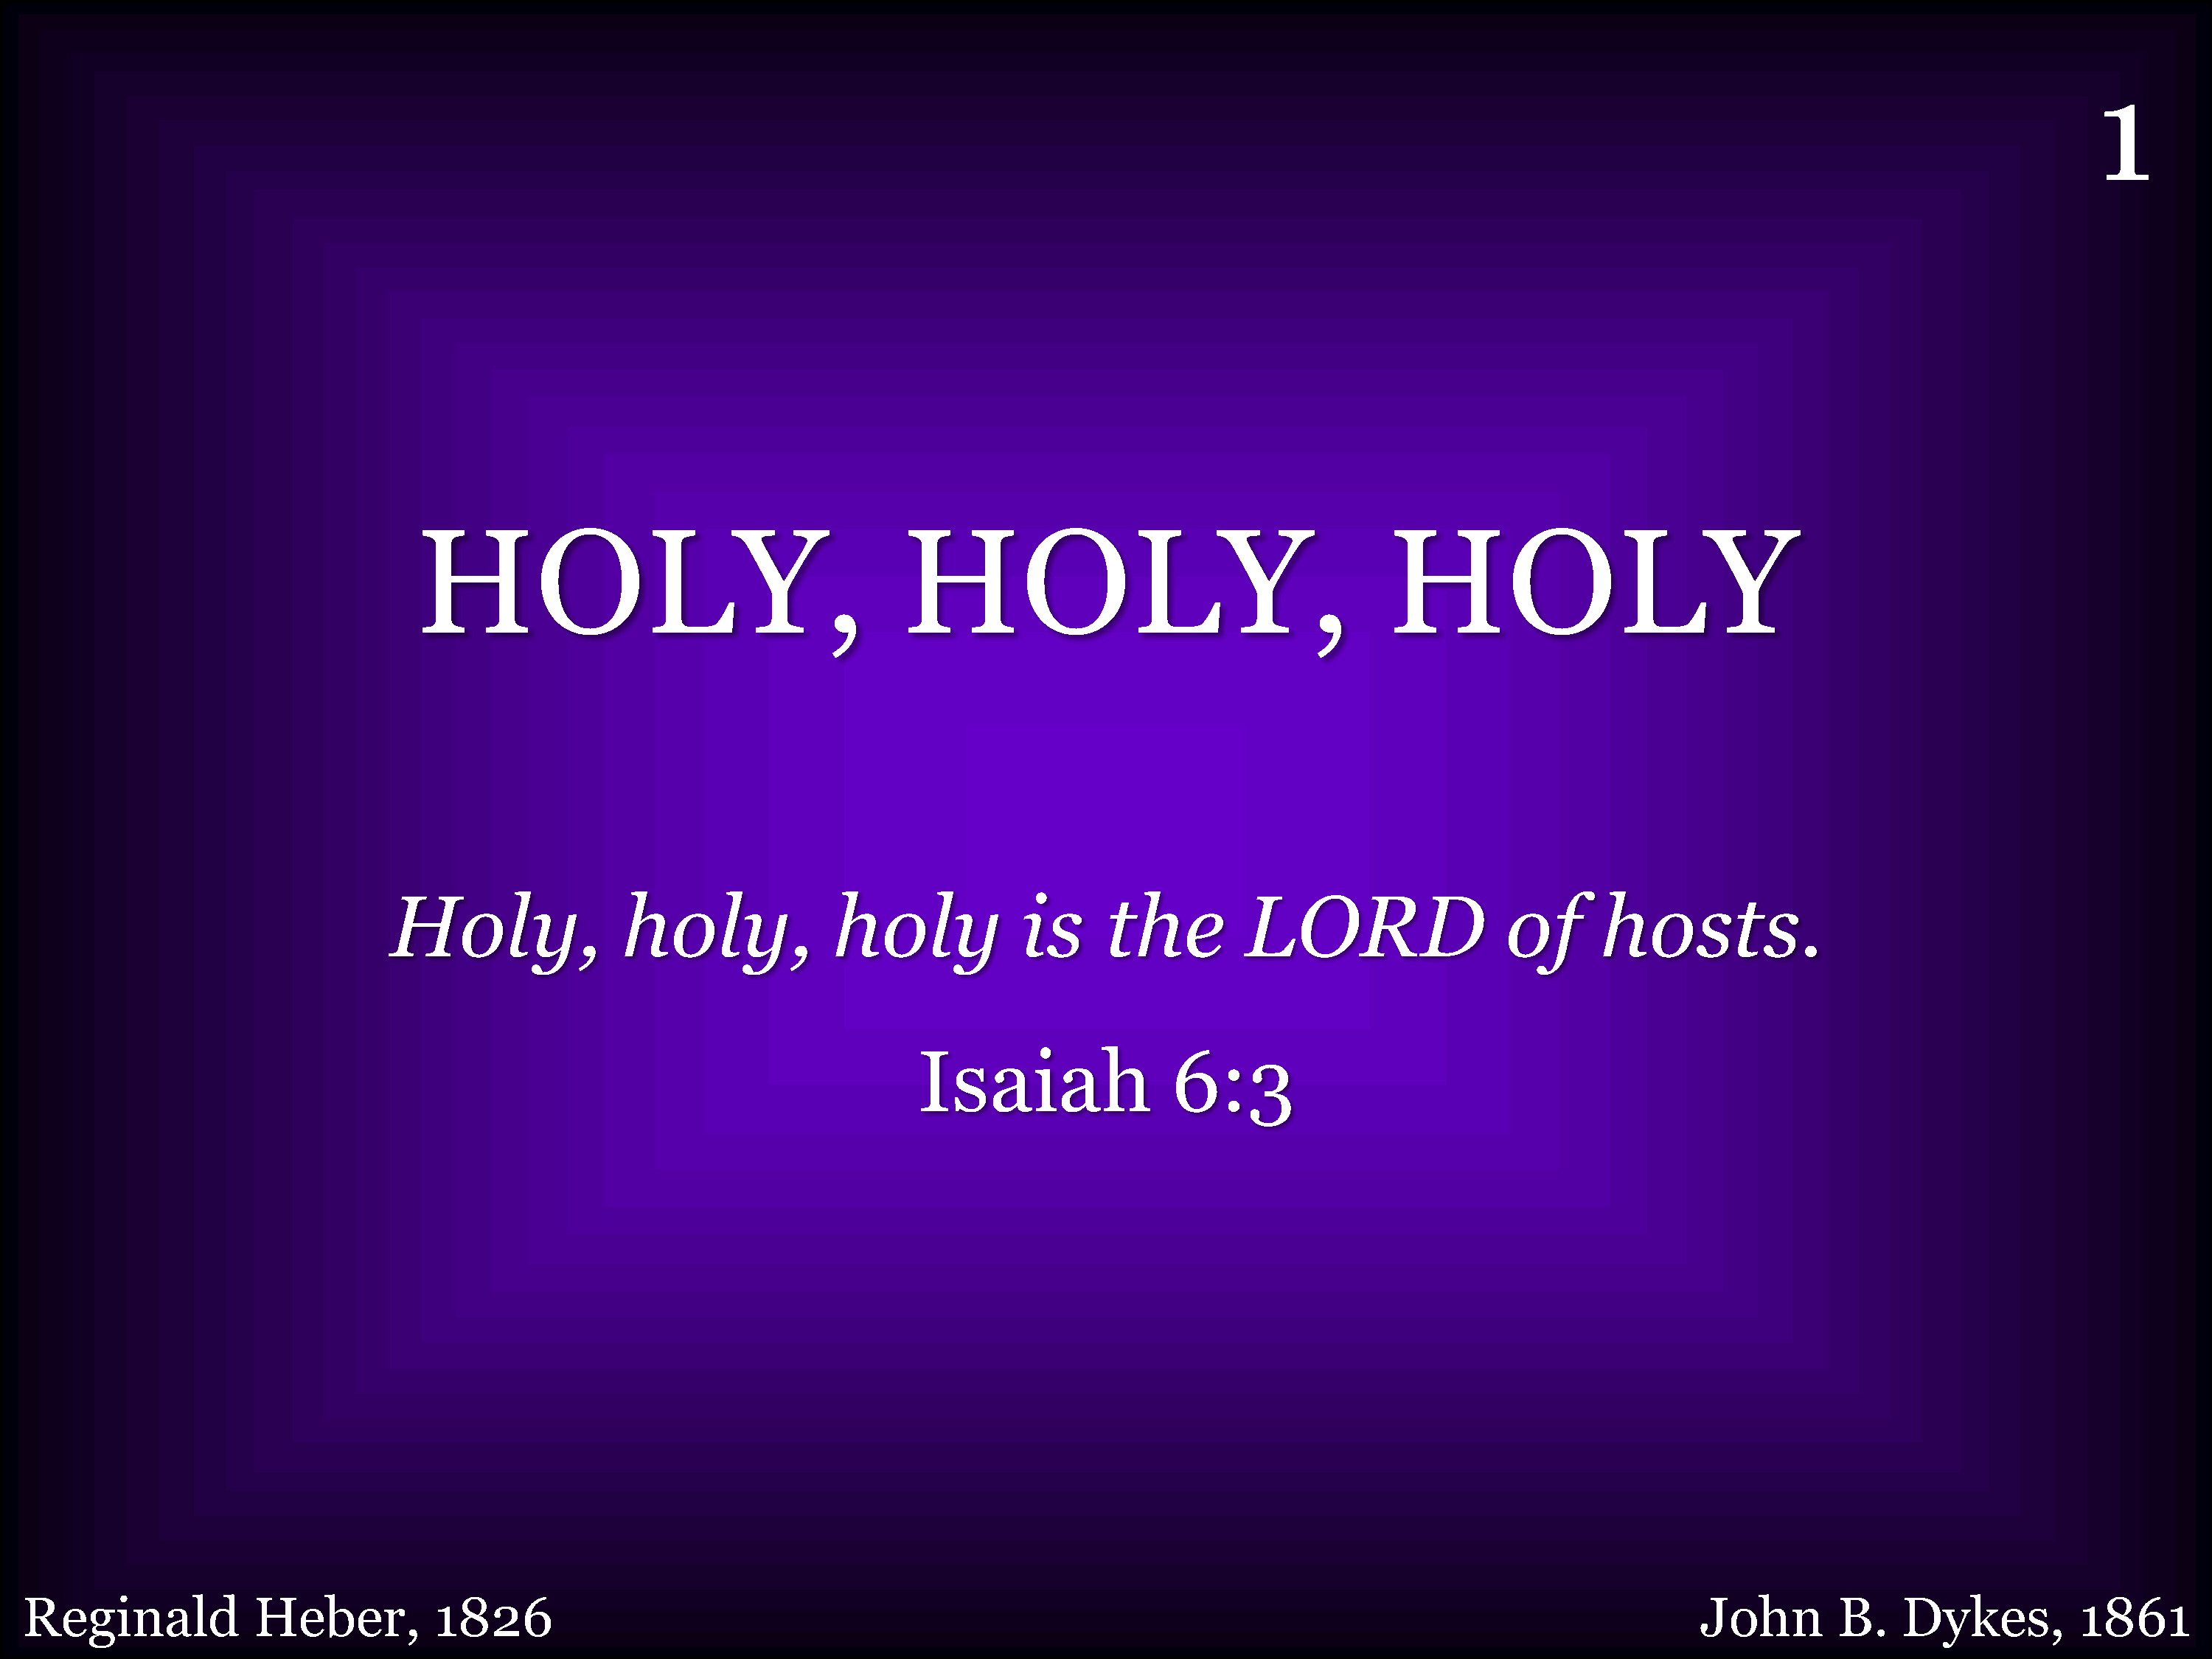 1
HOLY, HOLY, HOLY
Holy, holy, holy is the LORD of hosts.
Isaiah 6:3
Reginald Heber, 1826
John B. Dykes, 1861